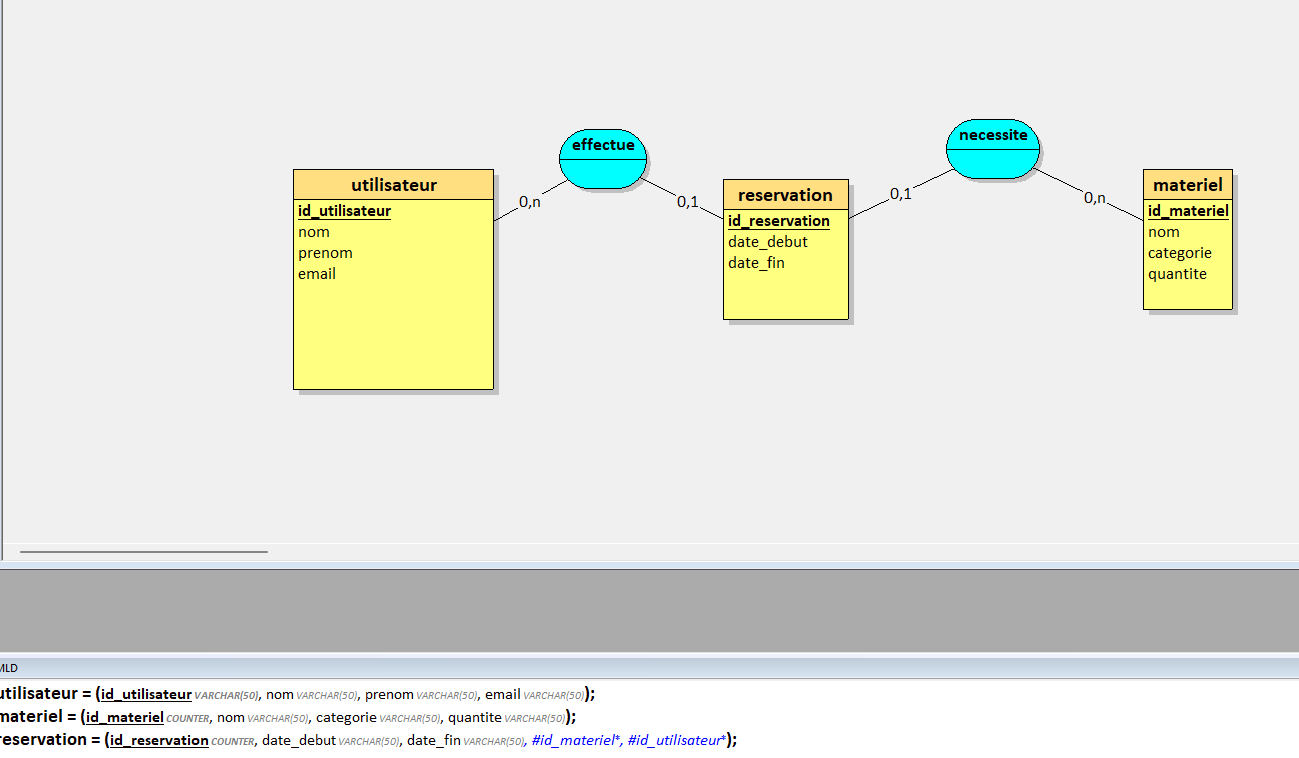 effectue
necessite
utilisateur
id_utilisateur
nom
prenom
email
0,n
0,1
reservation
id_reservation
date_debut
date_fin
0,1
0,n
materiel
id_materiel
nom
categorie
quantite
MLD
utilisateur = (id_utilisateur VARCHAR(50), nom VARCHAR(50), prenom VARCHAR(50), email VARCHAR(50));
materiel = (id_materiel COUNTER, nom VARCHAR(50), categorie VARCHAR(50), quantite VARCHAR(50));
reservation = (id_reservation COUNTER, date_debut VARCHAR(50), date_fin VARCHAR(50), #id_materiel*, #id_utilisateur*);